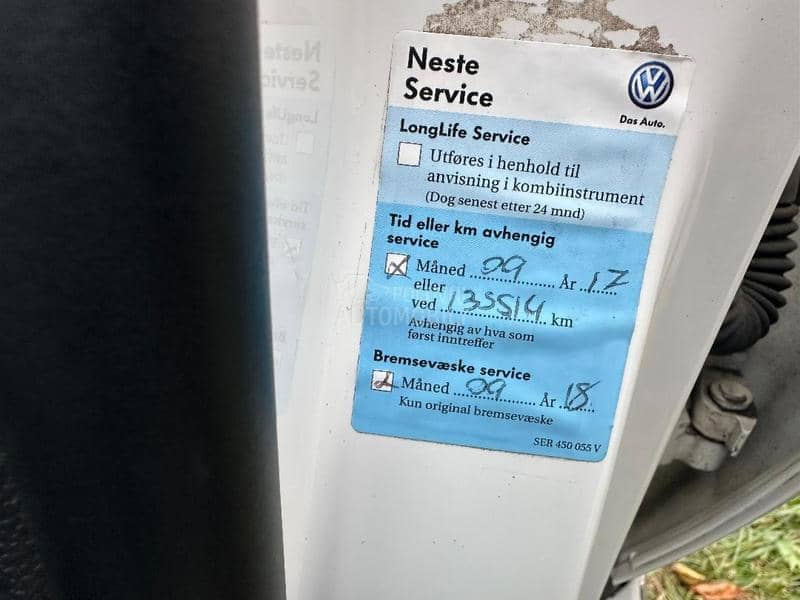 Neste
Service
Das Auto.
LongLife Service
Utføres i henhold til
anvisning i kombiinstrument
(Dog senest etter 24 mnd)
Tid eller km avhengig
service
Måned 09 År 17
eller
ved 135514 km
Avhengig av hva som
først inntreffer
Bremsevæske service
Måned 09 År 18
Kun original bremsevæske
SER 450 055 V